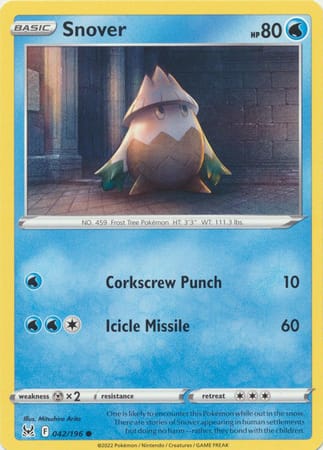 BASIC
Snover
HP 80
NO. 459 Frost Tree Pokémon HT: 3'3" WT: 111.3 lbs.
Corkscrew Punch 10
Icicle Missile 60
weakness ×2 resistance retreat
Illus. Mitsuhiro Arita
F 042/196
One is likely to encounter this Pokémon while out in the snow.
There are stories of Snover appearing in human settlements
but doing no harm—rather, they bond with the children.
©2022 Pokémon / Nintendo / Creatures / GAME FREAK